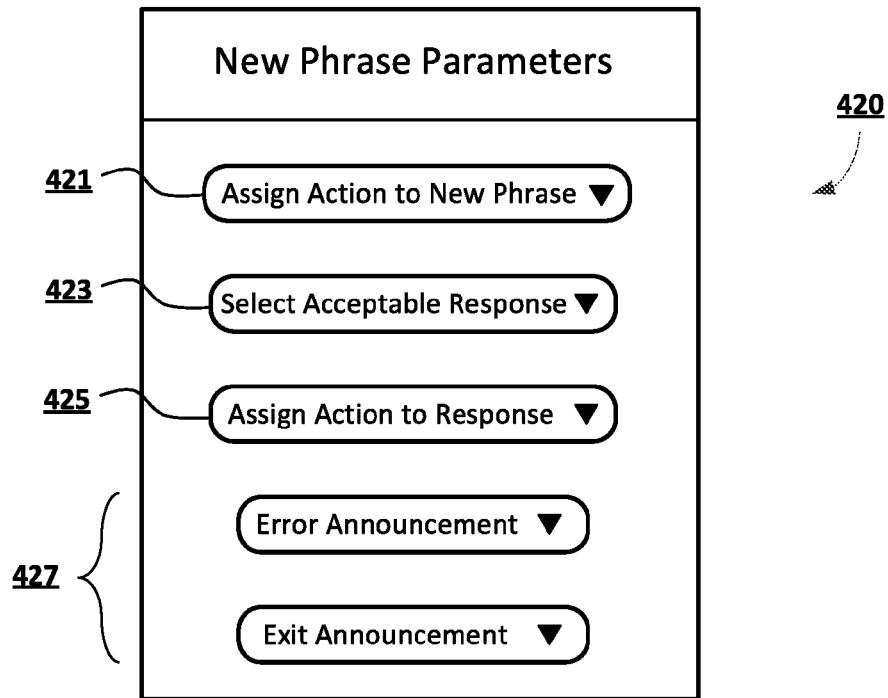 New Phrase Parameters
420
421
Assign Action to New Phrase
423
Select Acceptable Response
425
Assign Action to Response
Error Announcement
427
Exit Announcement